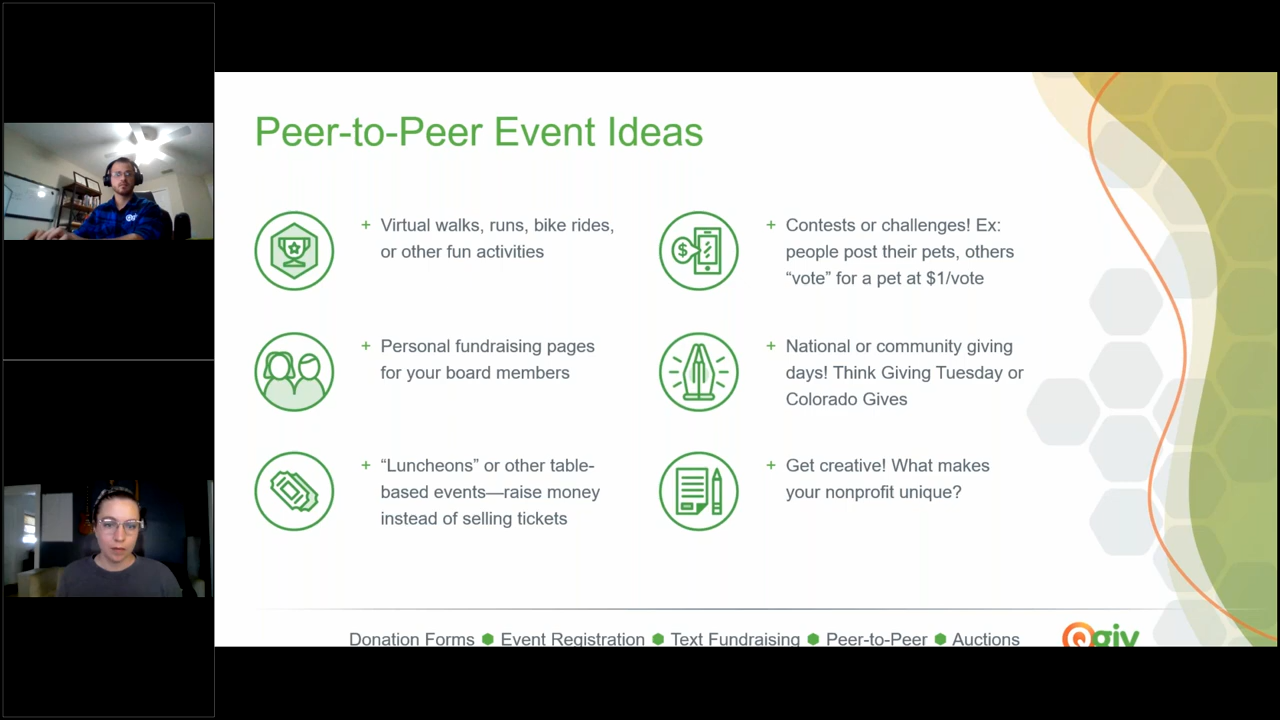 Peer-to-Peer Event Ideas
+ Virtual walks, runs, bike rides,
or other fun activities
+ Personal fundraising pages
for your board members
+ “Luncheons” or other table-
based events—raise money
instead of selling tickets
$
+ Contests or challenges! Ex:
people post their pets, others
“vote” for a pet at $1/vote
+ National or community giving
days! Think Giving Tuesday or
Colorado Gives
+ Get creative! What makes
your nonprofit unique?
Donation Forms ⬢ Event Registration ⬢ Text Fundraising ⬢ Peer-to-Peer ⬢ Auctions
Qgiv